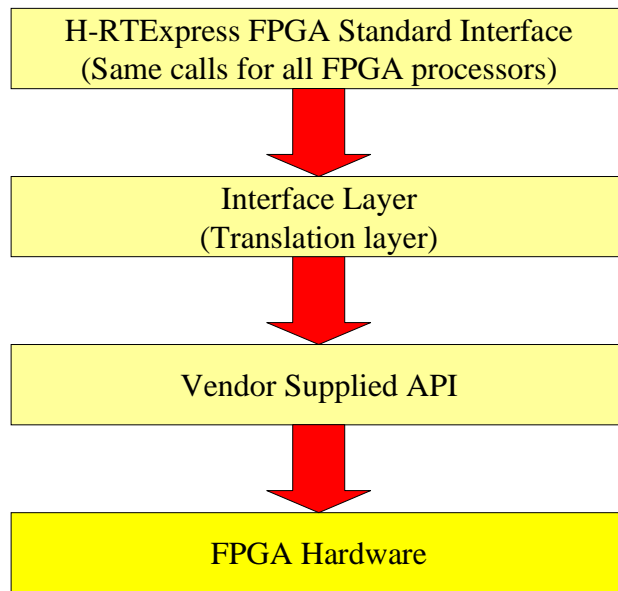 H-RTExpress FPGA Standard Interface
(Same calls for all FPGA processors)
Interface Layer
(Translation layer)
Vendor Supplied API
FPGA Hardware